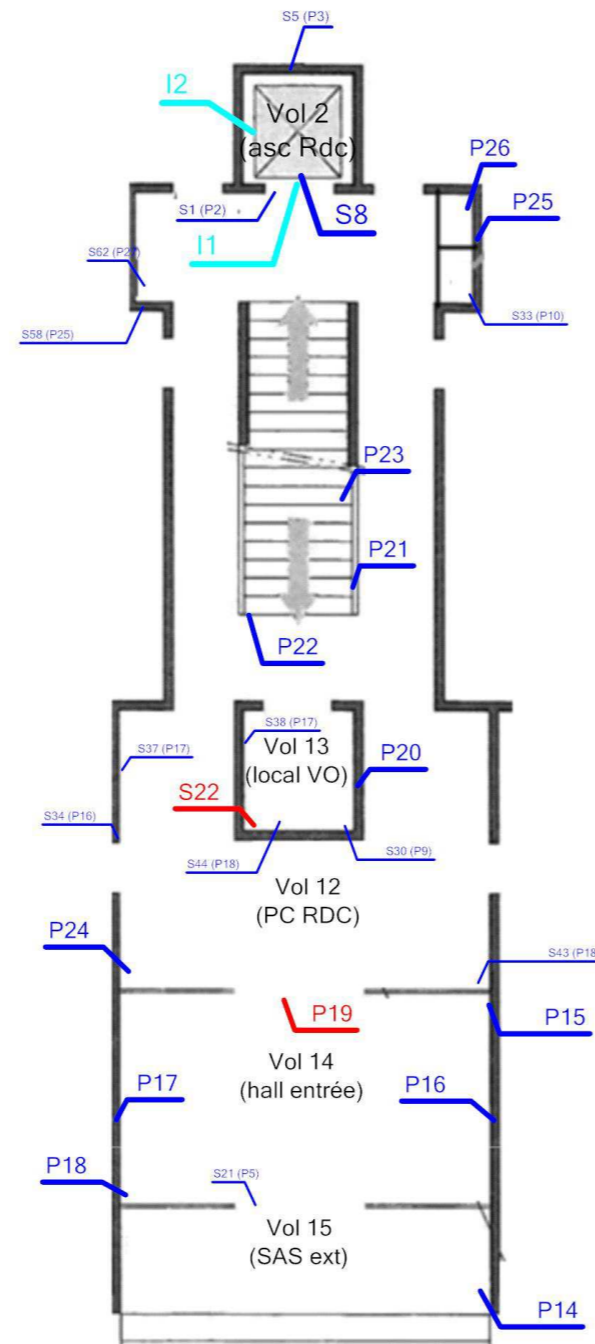 S5 (P3)
I2
Vol 2
(asc Rdc)
P26
P25
S1 (P2)
S8
I1
S62 (P27)
S58 (P25)
S33 (P10)
P23
P21
P22
S38 (P17)
Vol 13
(local VO)
S37 (P17)
P20
S22
S34 (P16)
S44 (P18)
S30 (P9)
Vol 12
(PC RDC)
P24
S43 (P18
P19
P15
Vol 14
(hall entrée)
P17
P16
P18
S21 (P5)
Vol 15
(SAS ext)
P14